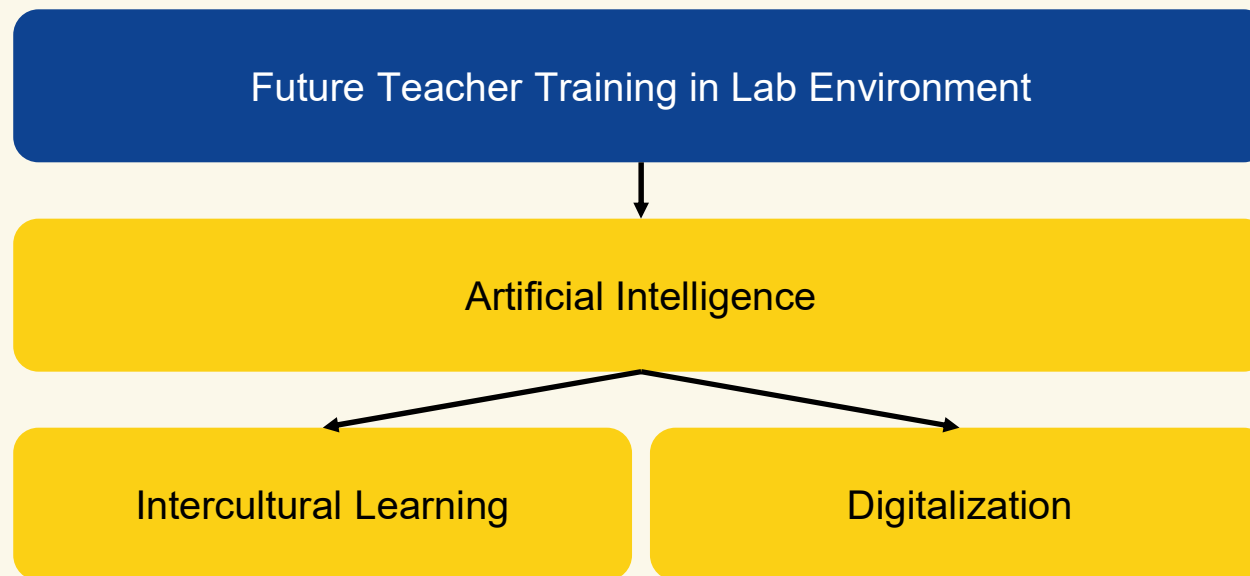 Future Teacher Training in Lab Environment
Artificial Intelligence
Intercultural Learning
Digitalization